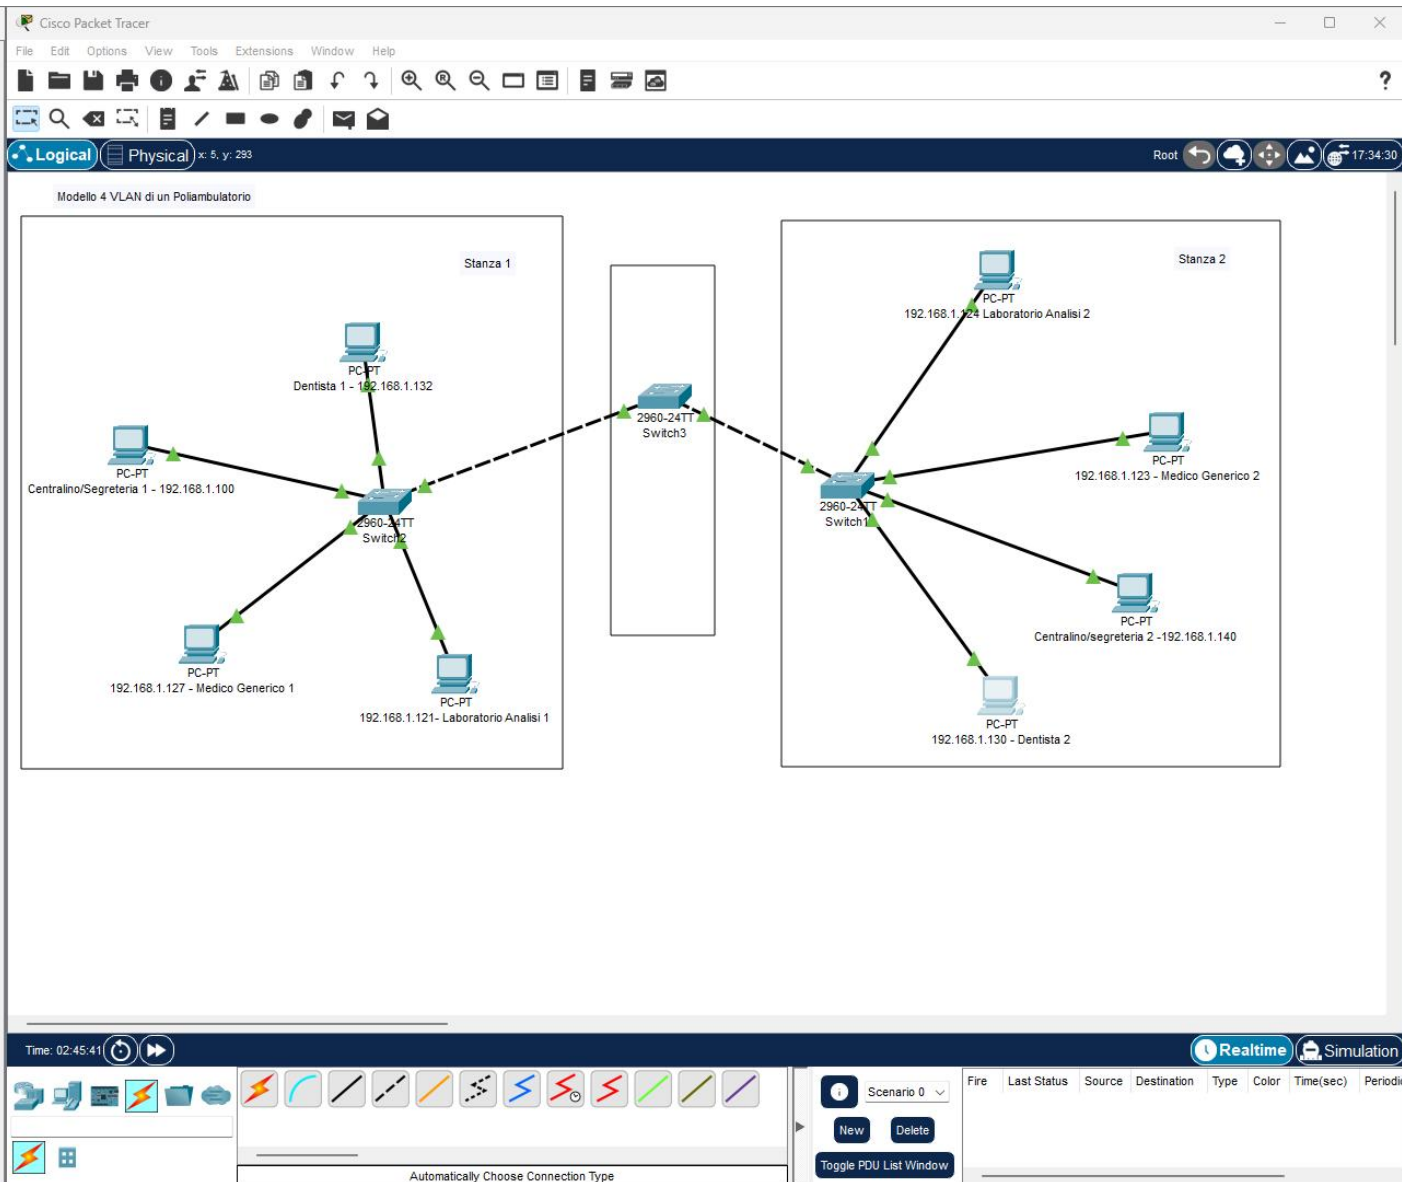 Cisco Packet Tracer
File Edit Options View Tools Extensions Window Help
?
Logical Physical x: 5, y: 293 Root 17:34:30
Modello 4 VLAN di un Poliambulatorio
Stanza 1
PC-PT
Dentista 1 - 192.168.1.132
PC-PT
Centralino/Segreteria 1 - 192.168.1.100
2960-24TT
Switch2
PC-PT
192.168.1.127 - Medico Generico 1
PC-PT
192.168.1.121- Laboratorio Analisi 1
2960-24TT
Switch3
Stanza 2
PC-PT
192.168.1.124 Laboratorio Analisi 2
PC-PT
192.168.1.123 - Medico Generico 2
2960-24TT
Switch1
PC-PT
Centralino/segreteria 2 -192.168.1.140
PC-PT
192.168.1.130 - Dentista 2
Time: 02:45:41 Realtime Simulation
Scenario 0
New Delete
Toggle PDU List Window
Fire Last Status Source Destination Type Color Time(sec) Periodic
Automatically Choose Connection Type